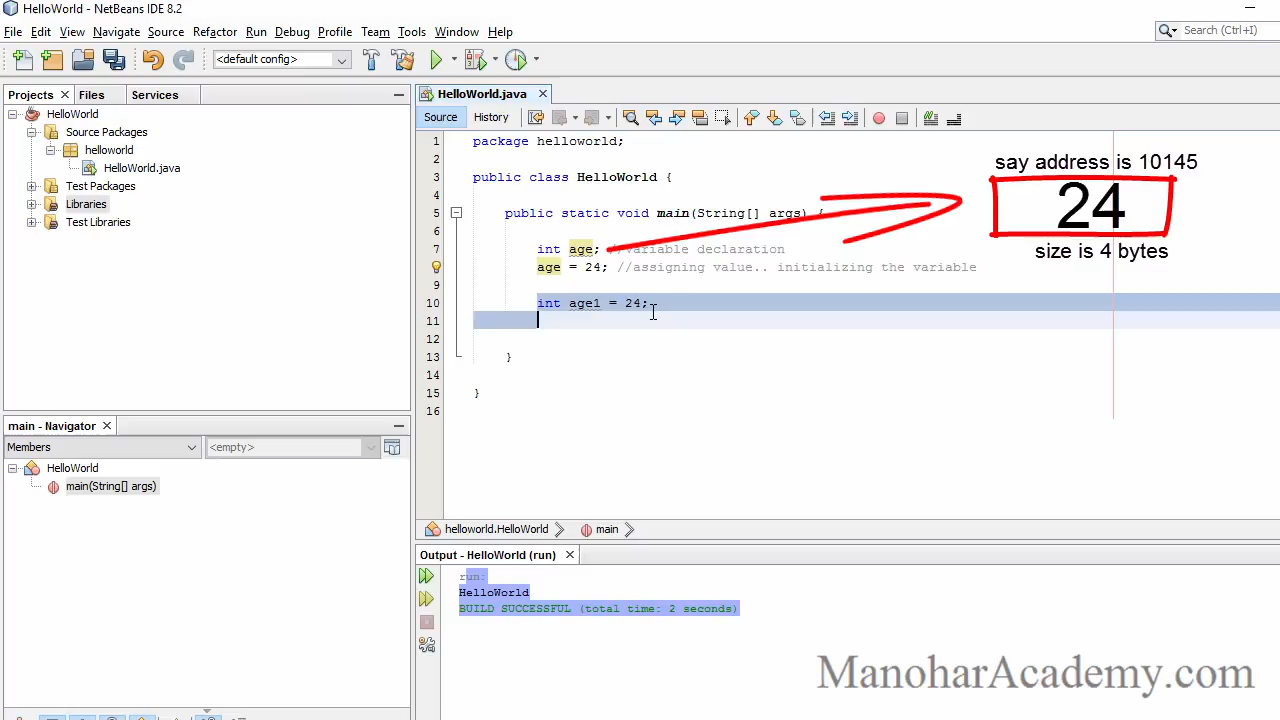 HelloWorld - NetBeans IDE 8.2
File Edit View Navigate Source Refactor Run Debug Profile Team Tools Window Help
Search (Ctrl+I)
<default config>
Projects Files Services
HelloWorld
Source Packages
helloworld
HelloWorld.java
Test Packages
Libraries
Test Libraries
main - Navigator
Members <empty>
HelloWorld
main(String[] args)
HelloWorld.java
Source History
1 package helloworld;
2
3 public class HelloWorld {
4
5 public static void main(String[] args) {
6
7 int age; //variable declaration
age = 24; //assigning value.. initializing the variable
9
10 int age1 = 24;
11
12
13 }
14
15 }
16
say address is 10145
24
size is 4 bytes
helloworld.HelloWorld main
Output - HelloWorld (run)
run:
HelloWorld
BUILD SUCCESSFUL (total time: 2 seconds)
ManoharAcademy.com